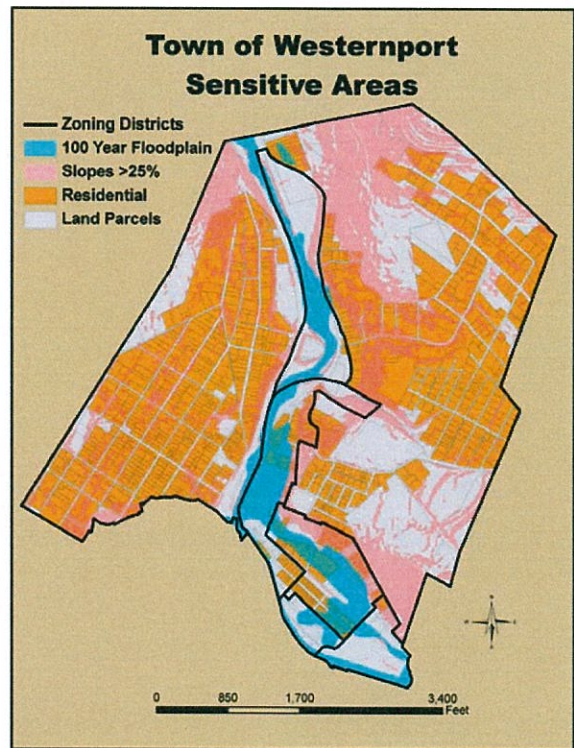 Town of Westernport
Sensitive Areas
Zoning Districts
100 Year Floodplain
Slopes >25%
Residential
Land Parcels
0 850 1,700 3,400
Feet